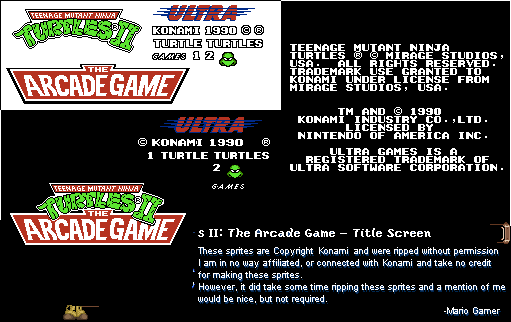 TEENAGE MUTANT NINJA
TURTLES II
THE
ARCADE GAME
ULTRA
KONAMI 1990 © ®
TURTLE TURTLES
GAMES 1 2
TEENAGE MUTANT NINJA
TURTLES ® © MIRAGE STUDIOS,
USA. ALL RIGHTS RESERVED.
TRADEMARK USE GRANTED TO
KONAMI UNDER LICENSE FROM
MIRAGE STUDIOS, USA.
TM AND © 1990
KONAMI INDUSTRY CO.,LTD.
LICENSED BY
NINTENDO OF AMERICA INC.
ULTRA GAMES IS A
REGISTERED TRADEMARK OF
ULTRA SOFTWARE CORPORATION.
ULTRA
© KONAMI 1990 ®
1 TURTLE TURTLES
2
GAMES
TEENAGE MUTANT NINJA
TURTLES II
THE
ARCADE GAME
s II: The Arcade Game - Title Screen
These sprites are Copyright Konami and were ripped without permission
I am in no way affiliated, or connected with Konami and take no credit
for making these sprites.
However, it did take some time ripping these sprites and a mention of me
would be nice, but not required.
-Mario Gamer